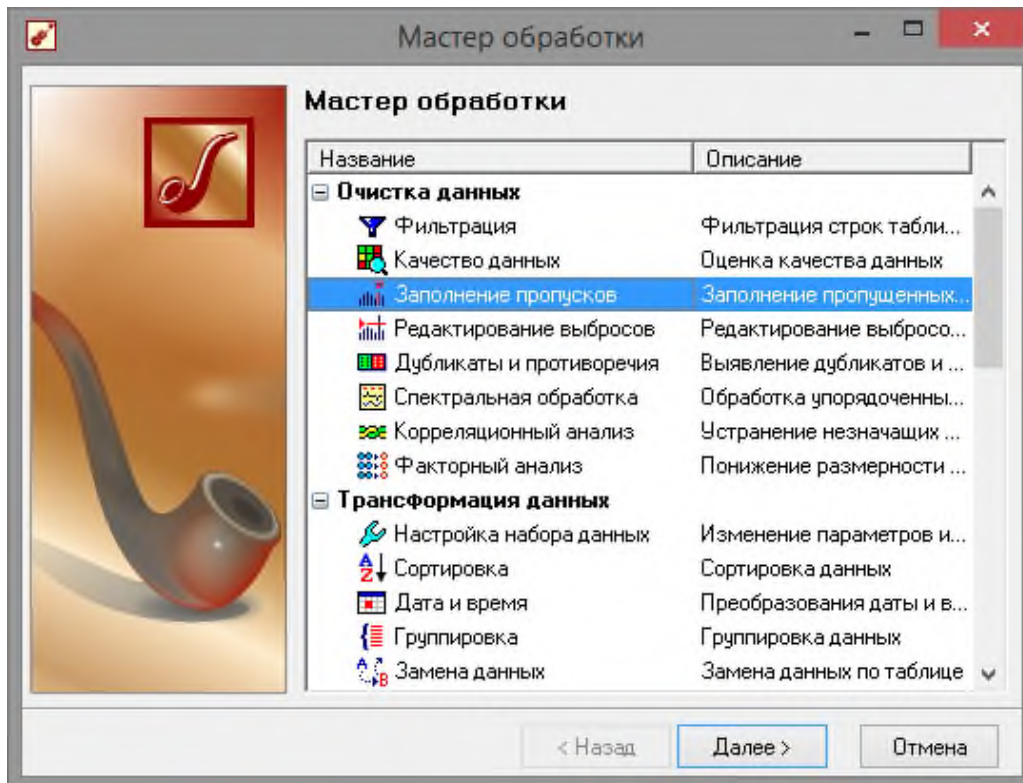 Мастер обработки
Мастер обработки
Название Описание
Очистка данных
Фильтрация Фильтрация строк табли...
Качество данных Оценка качества данных
Заполнение пропусков Заполнение пропущенных...
Редактирование выбросов Редактирование выбросо...
Дубликаты и противоречия Выявление дубликатов и ...
Спектральная обработка Обработка упорядоченны...
Корреляционный анализ Устранение незначащих ...
Факторный анализ Понижение размерности ...
Трансформация данных
Настройка набора данных Изменение параметров и...
Сортировка Сортировка данных
Дата и время Преобразования даты и в...
Группировка Группировка данных
Замена данных Замена данных по таблице
< Назад Далее > Отмена